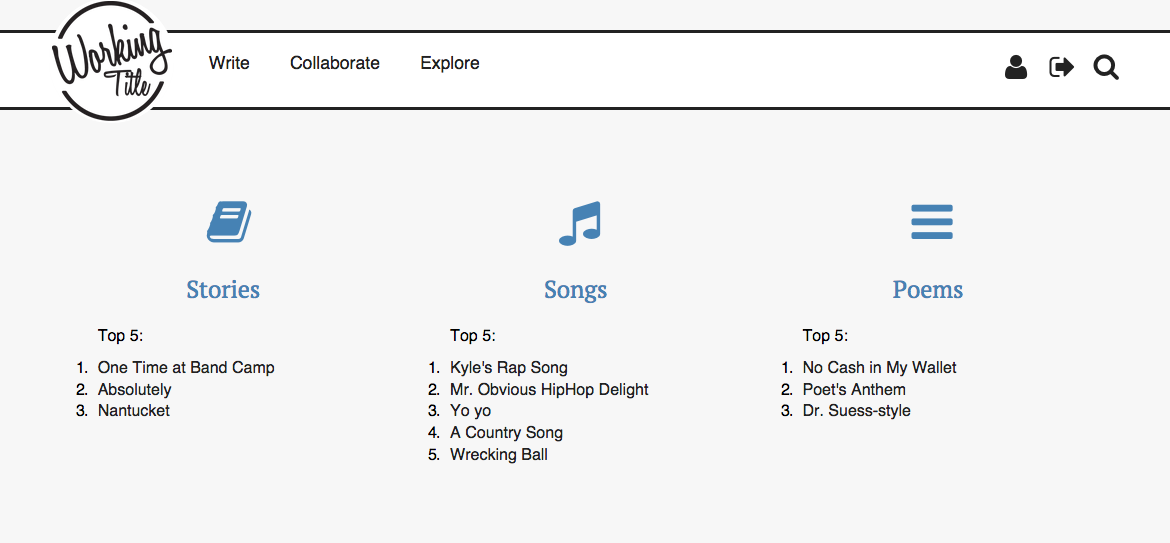 Working
Title
Write
Collaborate
Explore
Stories
Top 5:
1. One Time at Band Camp
2. Absolutely
3. Nantucket
Songs
Top 5:
1. Kyle's Rap Song
2. Mr. Obvious HipHop Delight
3. Yo yo
4. A Country Song
5. Wrecking Ball
Poems
Top 5:
1. No Cash in My Wallet
2. Poet's Anthem
3. Dr. Suess-style